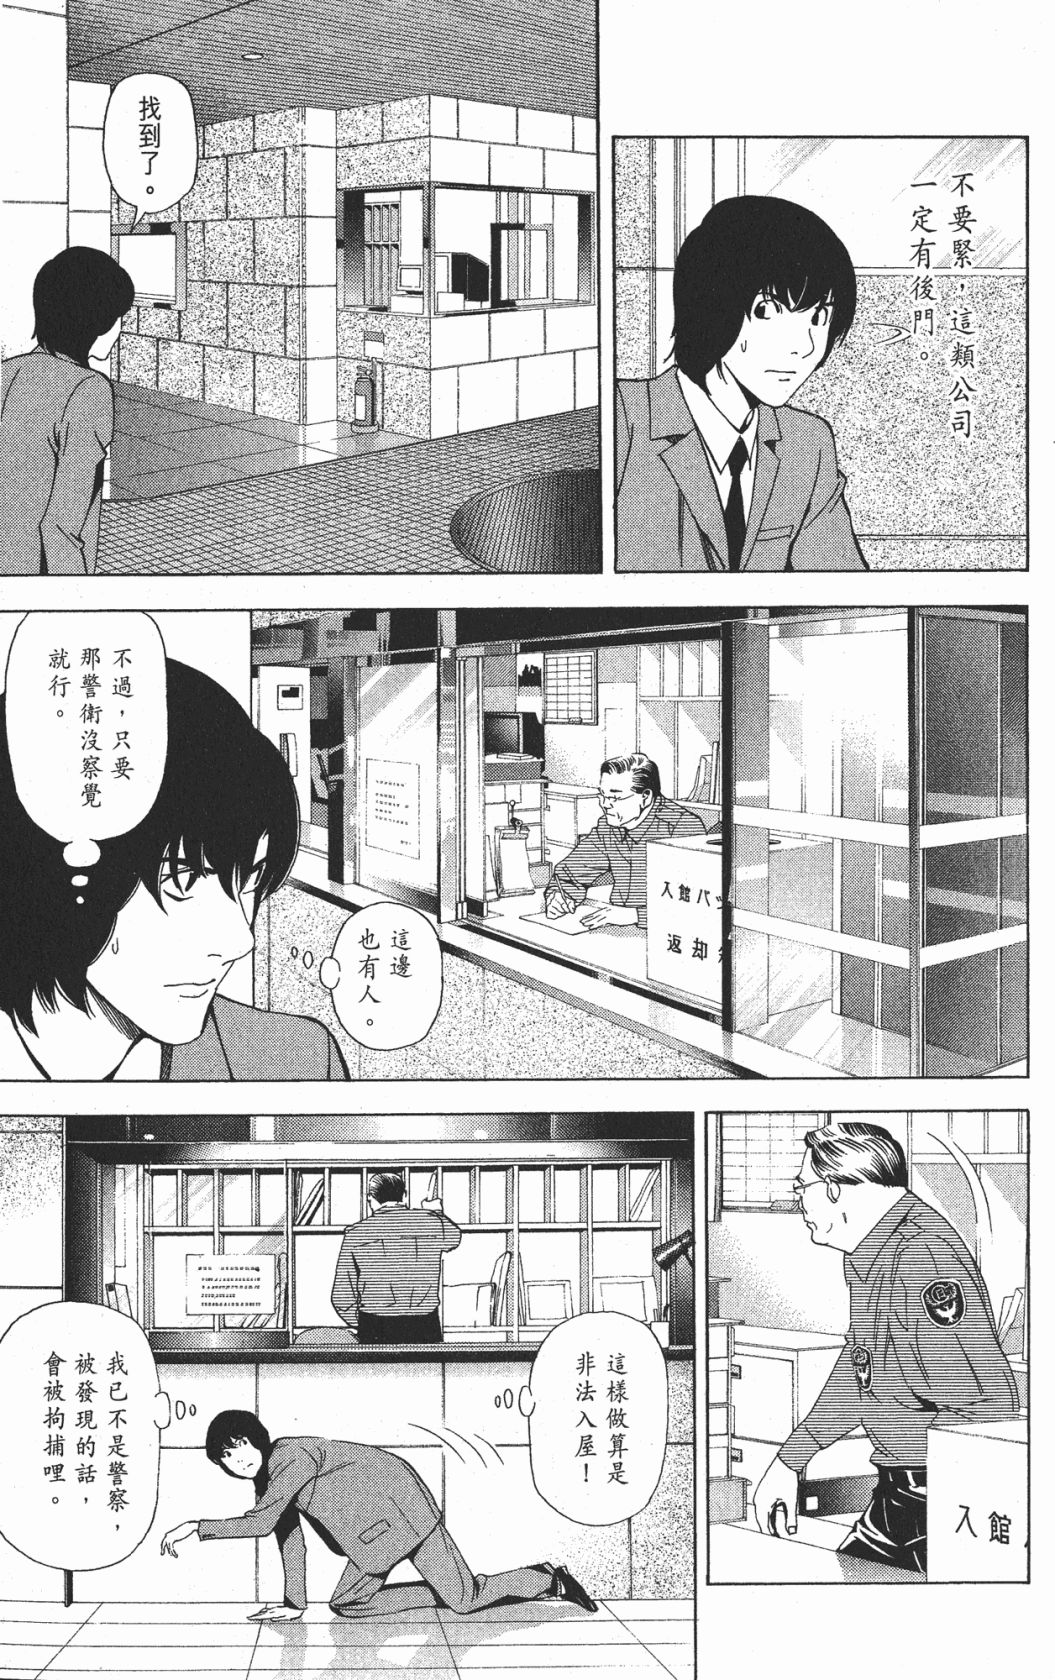 不要緊，這類公司
一定有後門。
找到了。
入館バッ
返却
這邊
也有人。
不過，只要
那警衛沒察覺
就行。
入館
這樣做算是
非法入屋！
我已不是警察，
被發現的話，
會被拘捕哩。